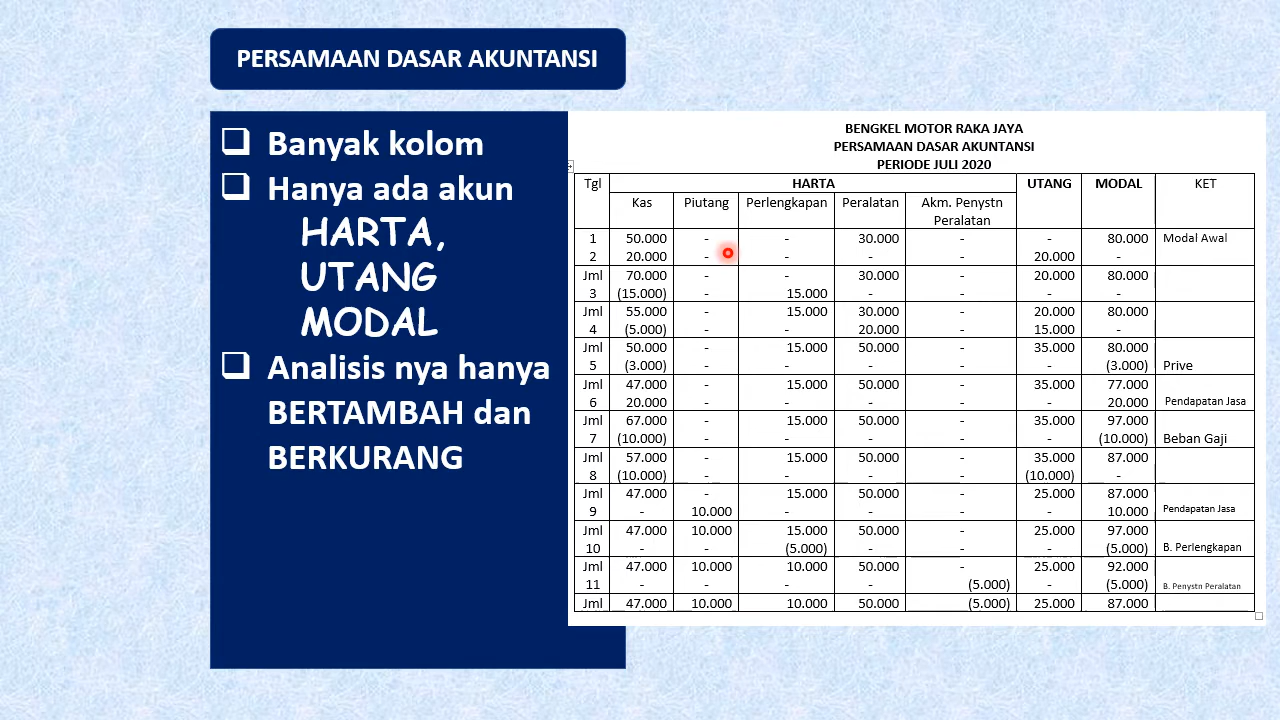 PERSAMAAN DASAR AKUNTANSI
Banyak kolom
Hanya ada akun
HARTA,
UTANG
MODAL
Analisis nya hanya
BERTAMBAH dan
BERKURANG
BENGKEL MOTOR RAKA JAYA
PERSAMAAN DASAR AKUNTANSI
PERIODE JULI 2020
Tgl HARTA UTANG MODAL KET
Kas Piutang Perlengkapan Peralatan Akm. Penystn
Peralatan
1 50.000 - - 30.000 - - 80.000 Modal Awal
2 20.000 - - - - 20.000 -
Jml 70.000 - - 30.000 - 20.000 80.000
3 (15.000) - 15.000 - - - -
Jml 55.000 - 15.000 30.000 - 20.000 80.000
4 (5.000) - - 20.000 - 15.000 -
Jml 50.000 - 15.000 50.000 - 35.000 80.000
5 (3.000) - - - - - (3.000) Prive
Jml 47.000 - 15.000 50.000 - 35.000 77.000
6 20.000 - - - - - 20.000 Pendapatan Jasa
Jml 67.000 - 15.000 50.000 - 35.000 97.000
7 (10.000) - - - - - (10.000) Beban Gaji
Jml 57.000 - 15.000 50.000 - 35.000 87.000
8 (10.000) - - - - (10.000) -
Jml 47.000 - 15.000 50.000 - 25.000 87.000
9 - 10.000 - - - - 10.000 Pendapatan Jasa
Jml 47.000 10.000 15.000 50.000 - 25.000 97.000
10 - - (5.000) - - - (5.000) B. Perlengkapan
Jml 47.000 10.000 10.000 50.000 - 25.000 92.000
11 - - - - (5.000) - (5.000) B. Penystn Peralatan
Jml 47.000 10.000 10.000 50.000 (5.000) 25.000 87.000